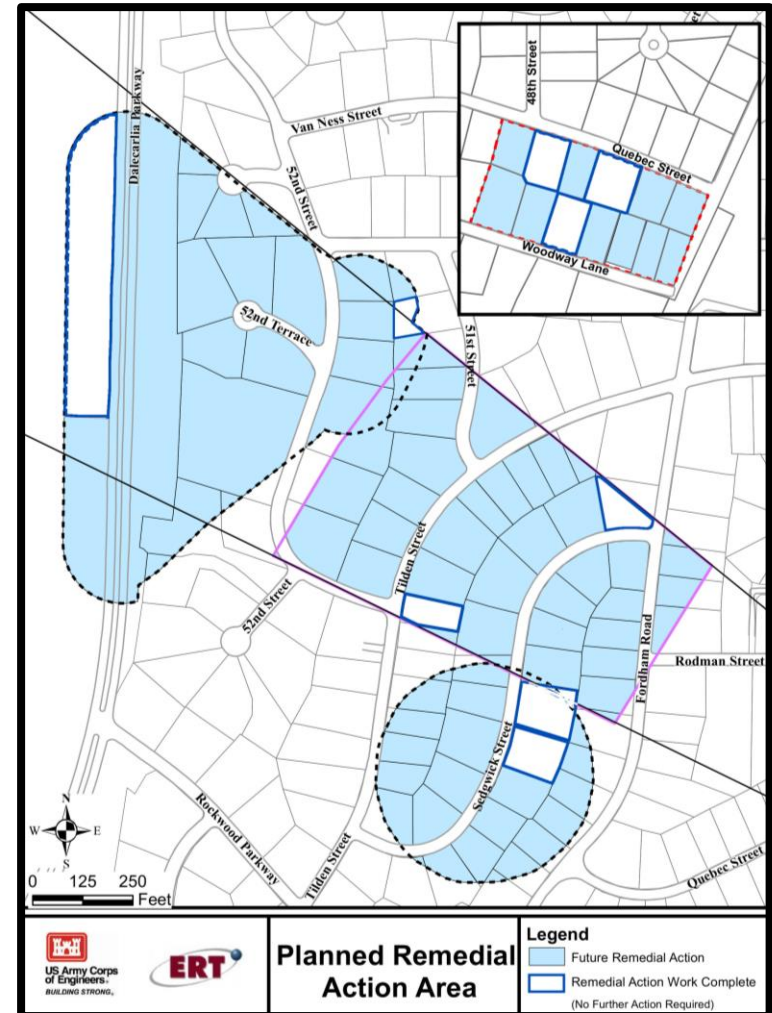 Dalecarlia Parkway
Van Ness Street
52nd Street
48th Street
Quebec Street
Woodway Lane
52nd Terrace
51st Street
Tilden Street
52nd Street
Fordham Road
Rodman Street
Sedgwick Street
Rockwood Parkway
Tilden Street
Quebec Street
N
W E
S
0 125 250
Feet
US Army Corps
of Engineers®
BUILDING STRONG®
ERT
Planned Remedial
Action Area
Legend
Future Remedial Action
Remedial Action Work Complete
(No Further Action Required)